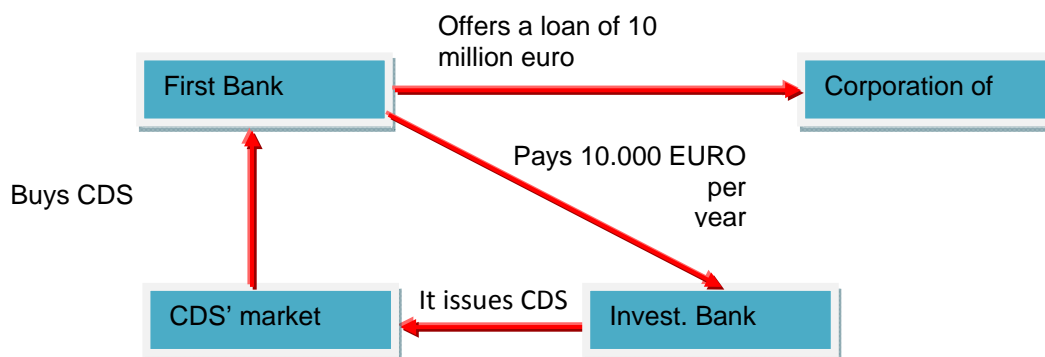 Offers a loan of 10
million euro
First Bank
Corporation of
Pays 10.000 EURO
per
year
Buys CDS
It issues CDS
CDS’ market
Invest. Bank